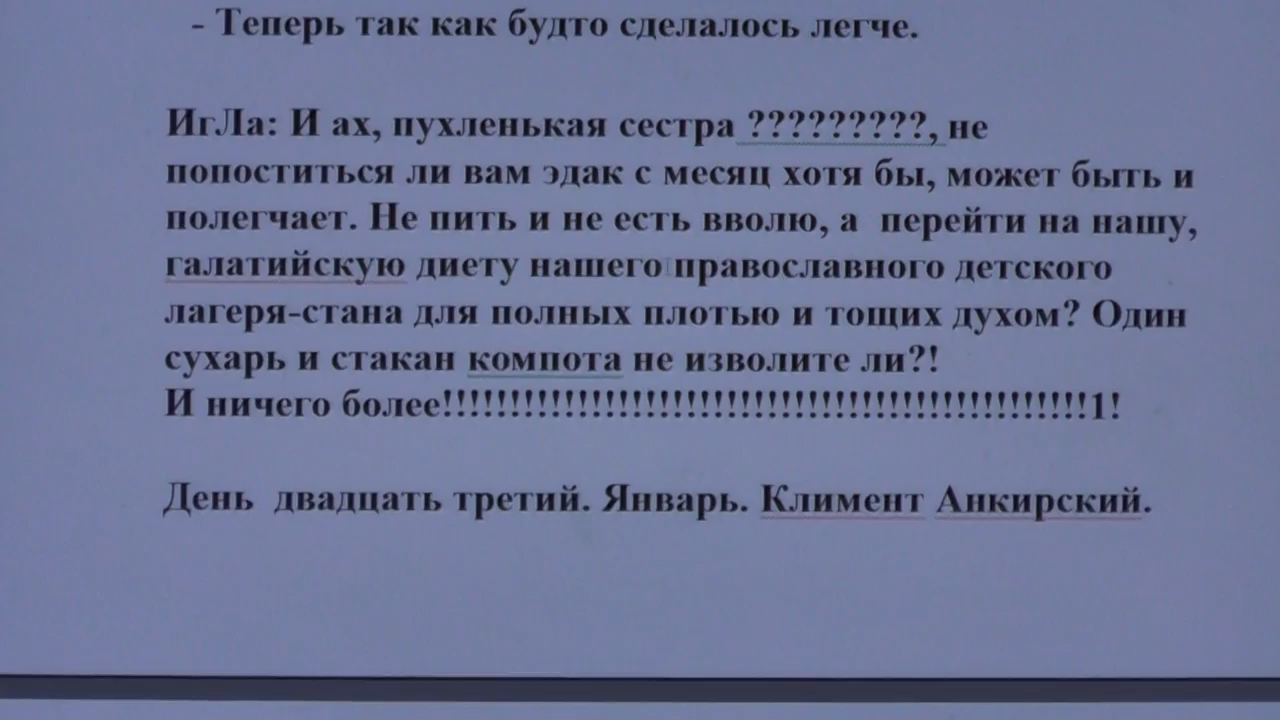 - Теперь так как будто сделалось легче.
ИгЛа: И ах, пухленькая сестра ?????????, не
попоститься ли вам эдак с месяц хотя бы, может быть и
полегчает. Не пить и не есть вволю, а  перейти на нашу,
галатийскую диету нашего православного детского
лагеря-стана для полных плотью и тощих духом? Один
сухарь и стакан компота не изволите ли?!
И ничего более!!!!!!!!!!!!!!!!!!!!!!!!!!!!!!!!!!!!!!!!!!!!!!!!1!
День  двадцать третий. Январь. Климент Анкирский.